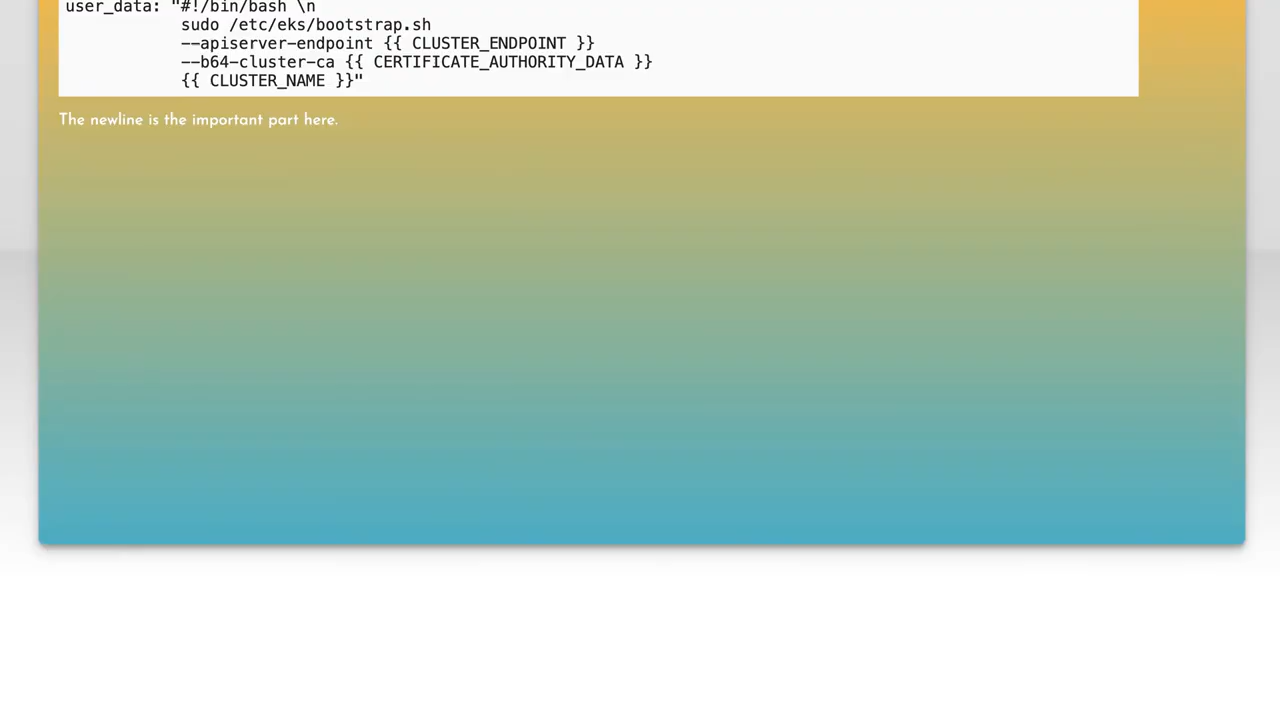 user_data: "#!/bin/bash \n
sudo /etc/eks/bootstrap.sh
--apiserver-endpoint {{ CLUSTER_ENDPOINT }}
--b64-cluster-ca {{ CERTIFICATE_AUTHORITY_DATA }}
{{ CLUSTER_NAME }}"
The newline is the important part here.